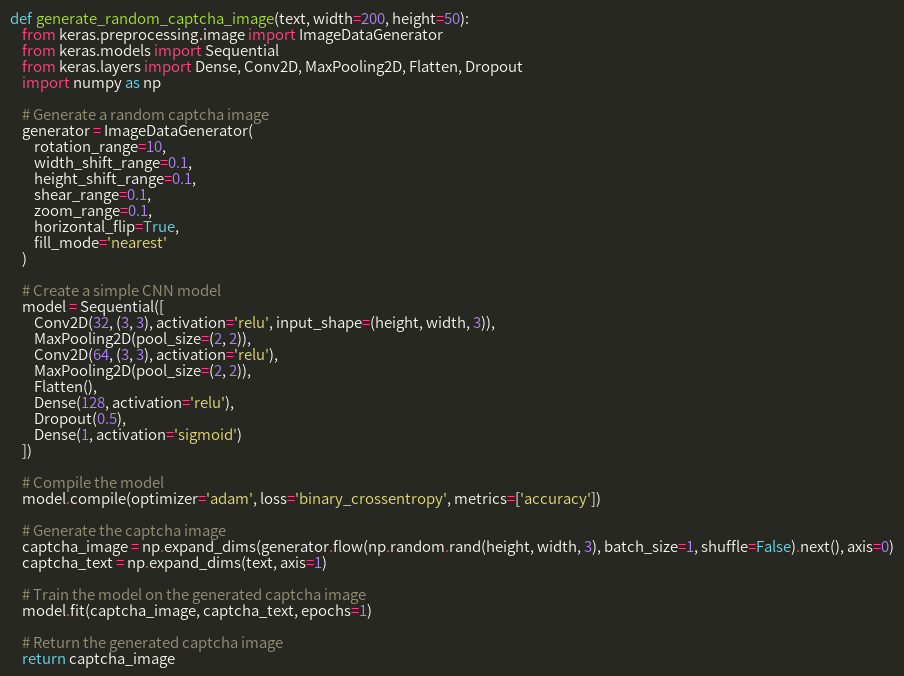 def generate_random_captcha_image(text, width=200, height=50):
from keras.preprocessing.image import ImageDataGenerator
from keras.models import Sequential
from keras.layers import Dense, Conv2D, MaxPooling2D, Flatten, Dropout
import numpy as np
# Generate a random captcha image
generator = ImageDataGenerator(
rotation_range=10,
width_shift_range=0.1,
height_shift_range=0.1,
shear_range=0.1,
zoom_range=0.1,
horizontal_flip=True,
fill_mode='nearest'
)
# Create a simple CNN model
model = Sequential([
Conv2D(32, (3, 3), activation='relu', input_shape=(height, width, 3)),
MaxPooling2D(pool_size=(2, 2)),
Conv2D(64, (3, 3), activation='relu'),
MaxPooling2D(pool_size=(2, 2)),
Flatten(),
Dense(128, activation='relu'),
Dropout(0.5),
Dense(1, activation='sigmoid')
])
# Compile the model
model.compile(optimizer='adam', loss='binary_crossentropy', metrics=['accuracy'])
# Generate the captcha image
captcha_image = np.expand_dims(generator.flow(np.random.rand(height, width, 3), batch_size=1, shuffle=False).next(), axis=0)
captcha_text = np.expand_dims(text, axis=1)
# Train the model on the generated captcha image
model.fit(captcha_image, captcha_text, epochs=1)
# Return the generated captcha image
return captcha_image